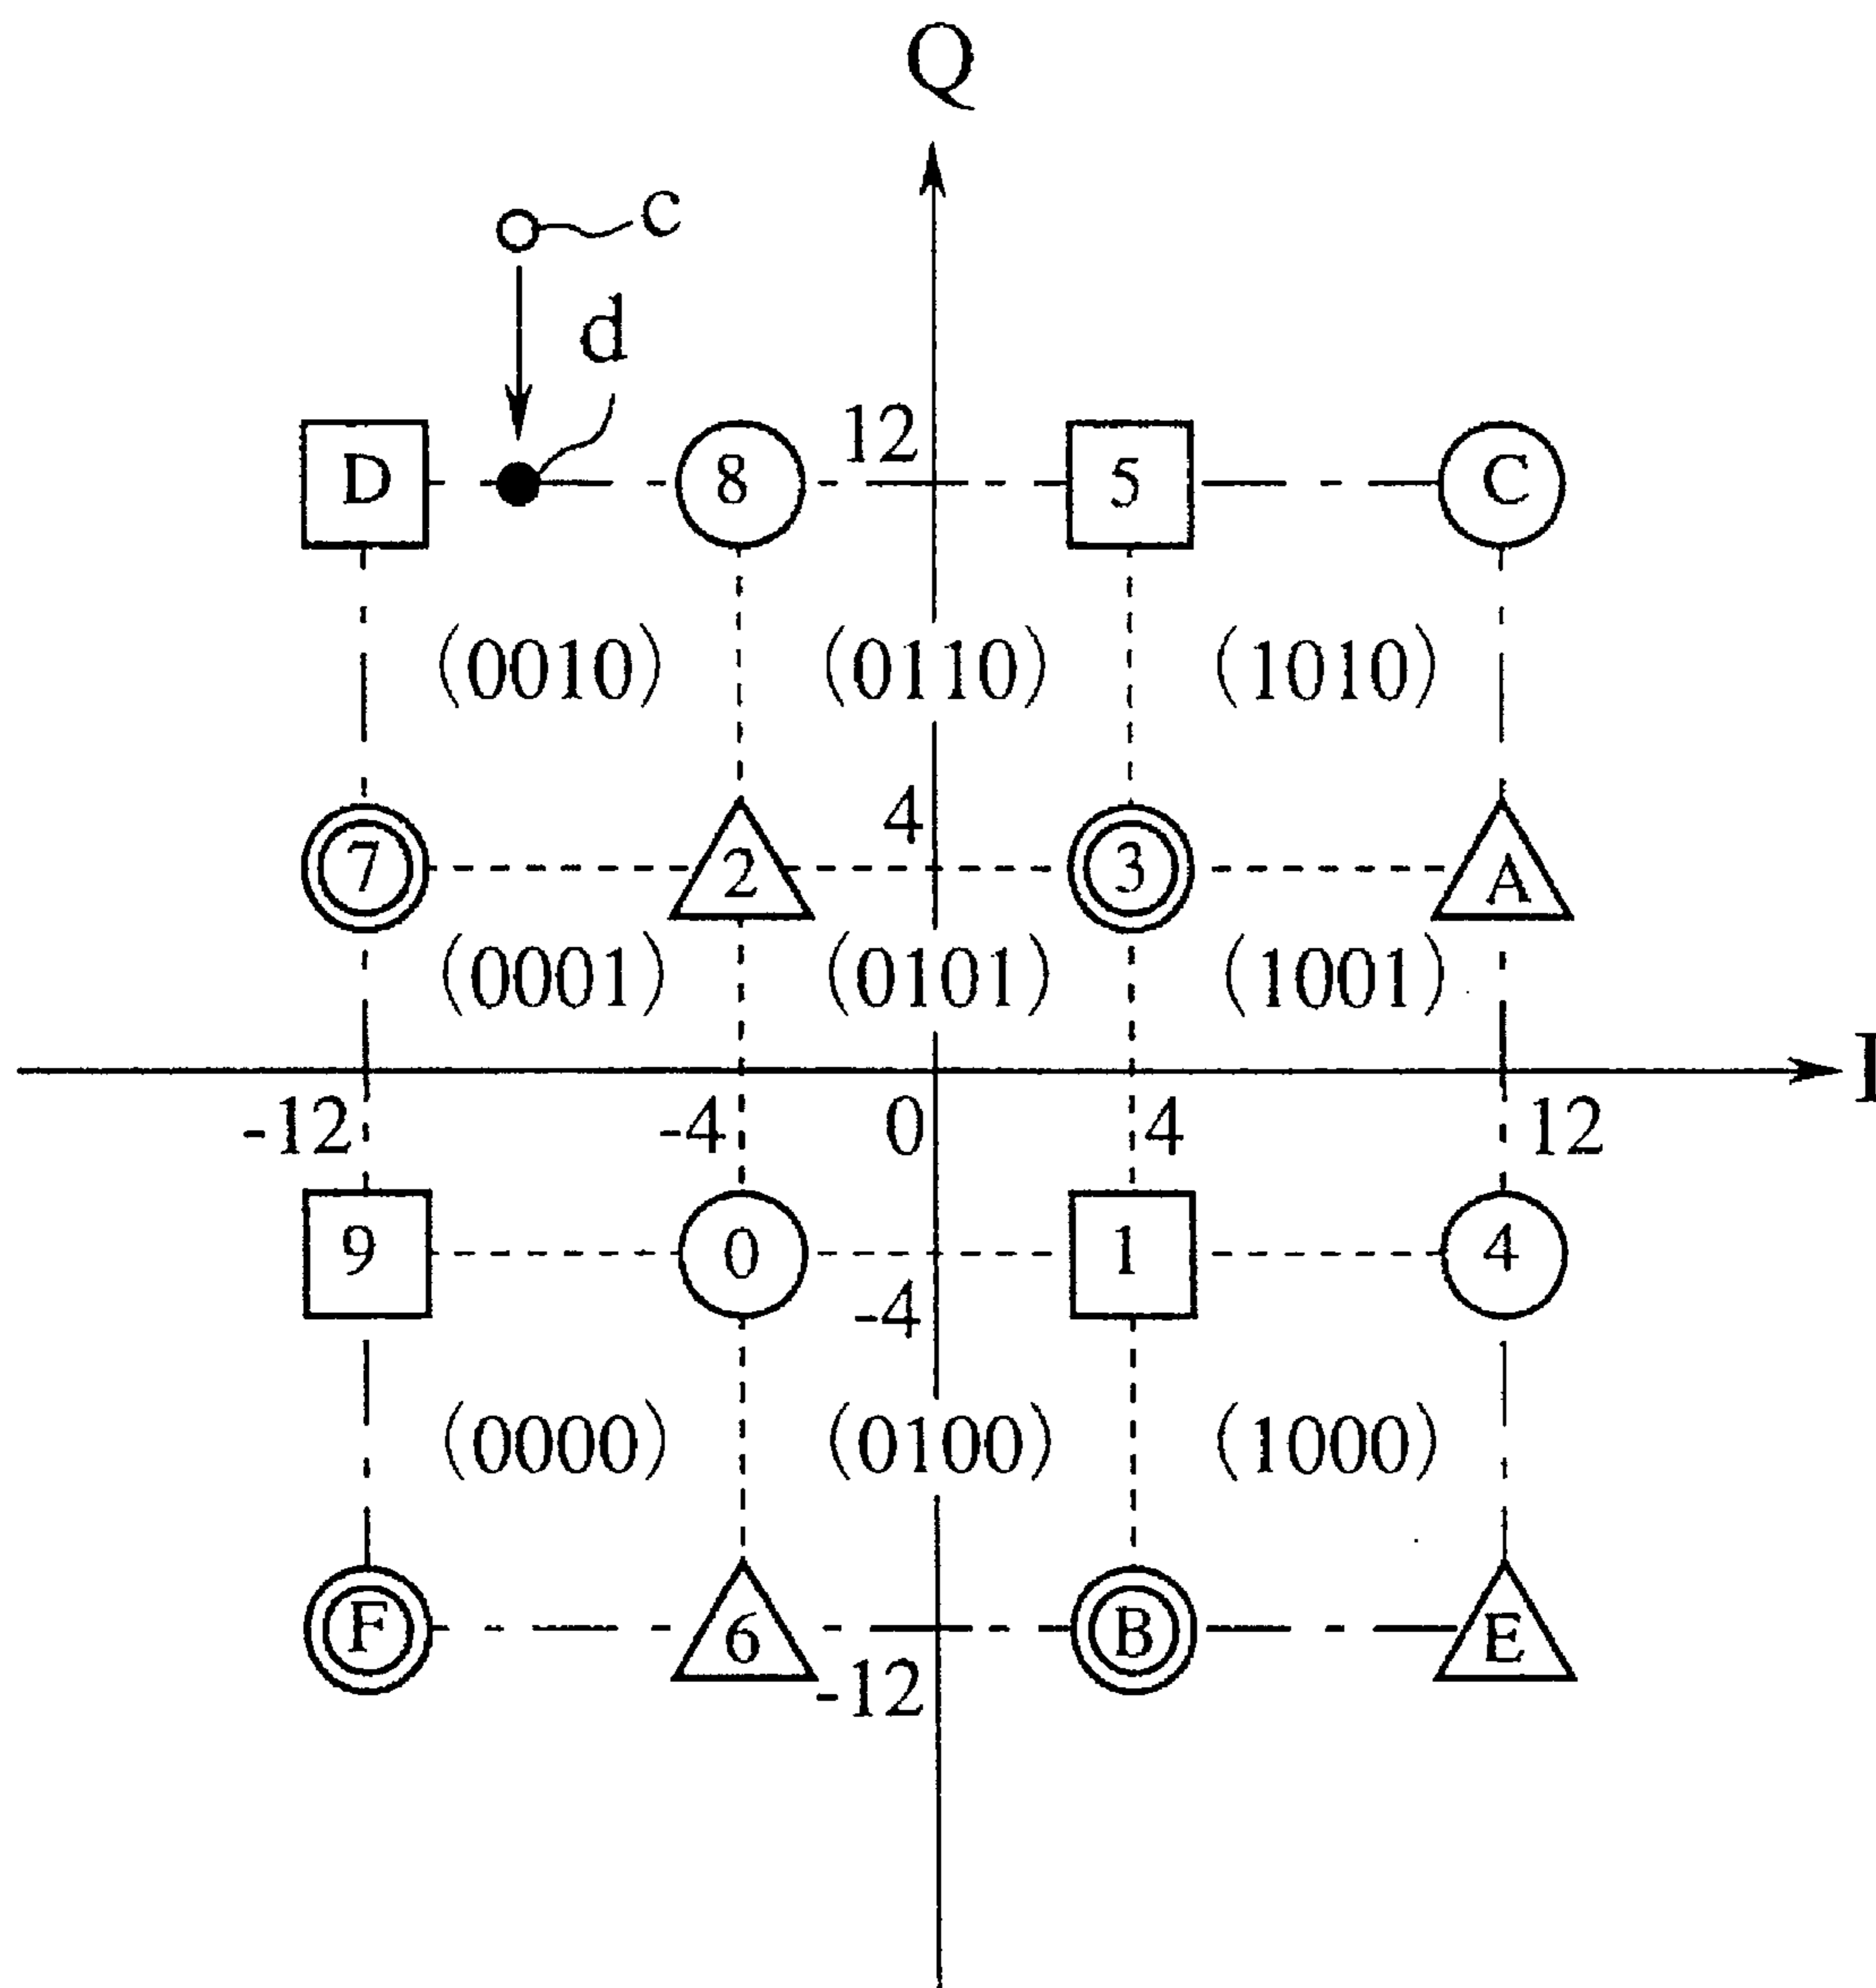 Q
c
d
12
D 8 5 C
(0010) (0110) (1010)
4
7 2 3 A
(0001) (0101) (1001)
I
-12 -4 0 4 12
9 0 1 4
-4
(0000) (0100) (1000)
F 6 B E
-12